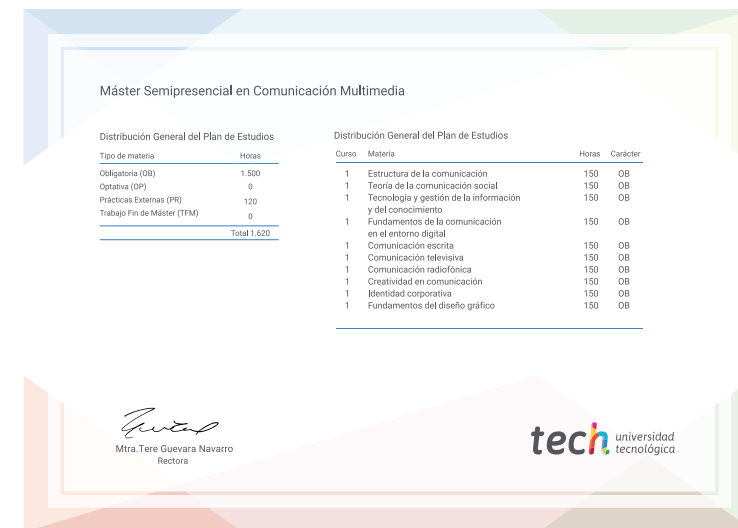 Máster Semipresencial en Comunicación Multimedia
Distribución General del Plan de Estudios
Tipo de materia Horas
Obligatoria (OB) 1.500
Optativa (OP) 0
Prácticas Externas (PR) 120
Trabajo Fin de Máster (TFM) 0
Total 1.620
Distribución General del Plan de Estudios
Curso Materia Horas Carácter
1 Estructura de la comunicación 150 OB
1 Teoría de la comunicación social 150 OB
1 Tecnología y gestión de la información 150 OB
y del conocimiento
1 Fundamentos de la comunicación 150 OB
en el entorno digital
1 Comunicación escrita 150 OB
1 Comunicación televisiva 150 OB
1 Comunicación radiofónica 150 OB
1 Creatividad en comunicación 150 OB
1 Identidad corporativa 150 OB
1 Fundamentos del diseño gráfico 150 OB
Mtra.Tere Guevara Navarro
Rectora
tech universidad
tecnológica